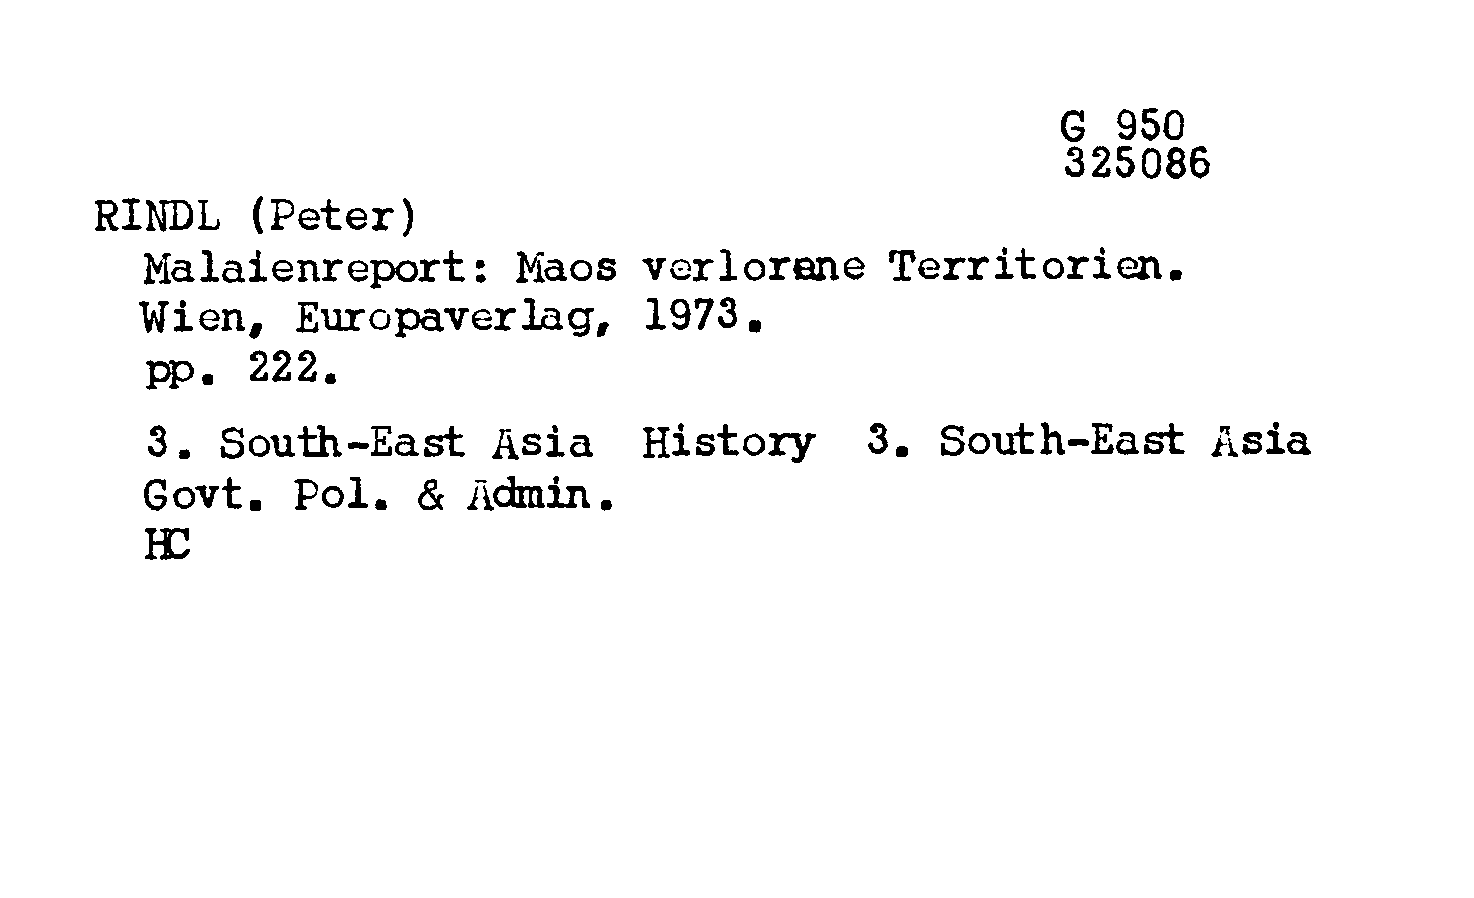 G 950
325086
RINDL (Peter)
Malaienreport: Maos verlorene Territorien.
Wien, Europaverlag, 1973.
pp. 222.
3. South-East Asia History 3. South-East Asia
Govt. Pol. & Admin.
HC